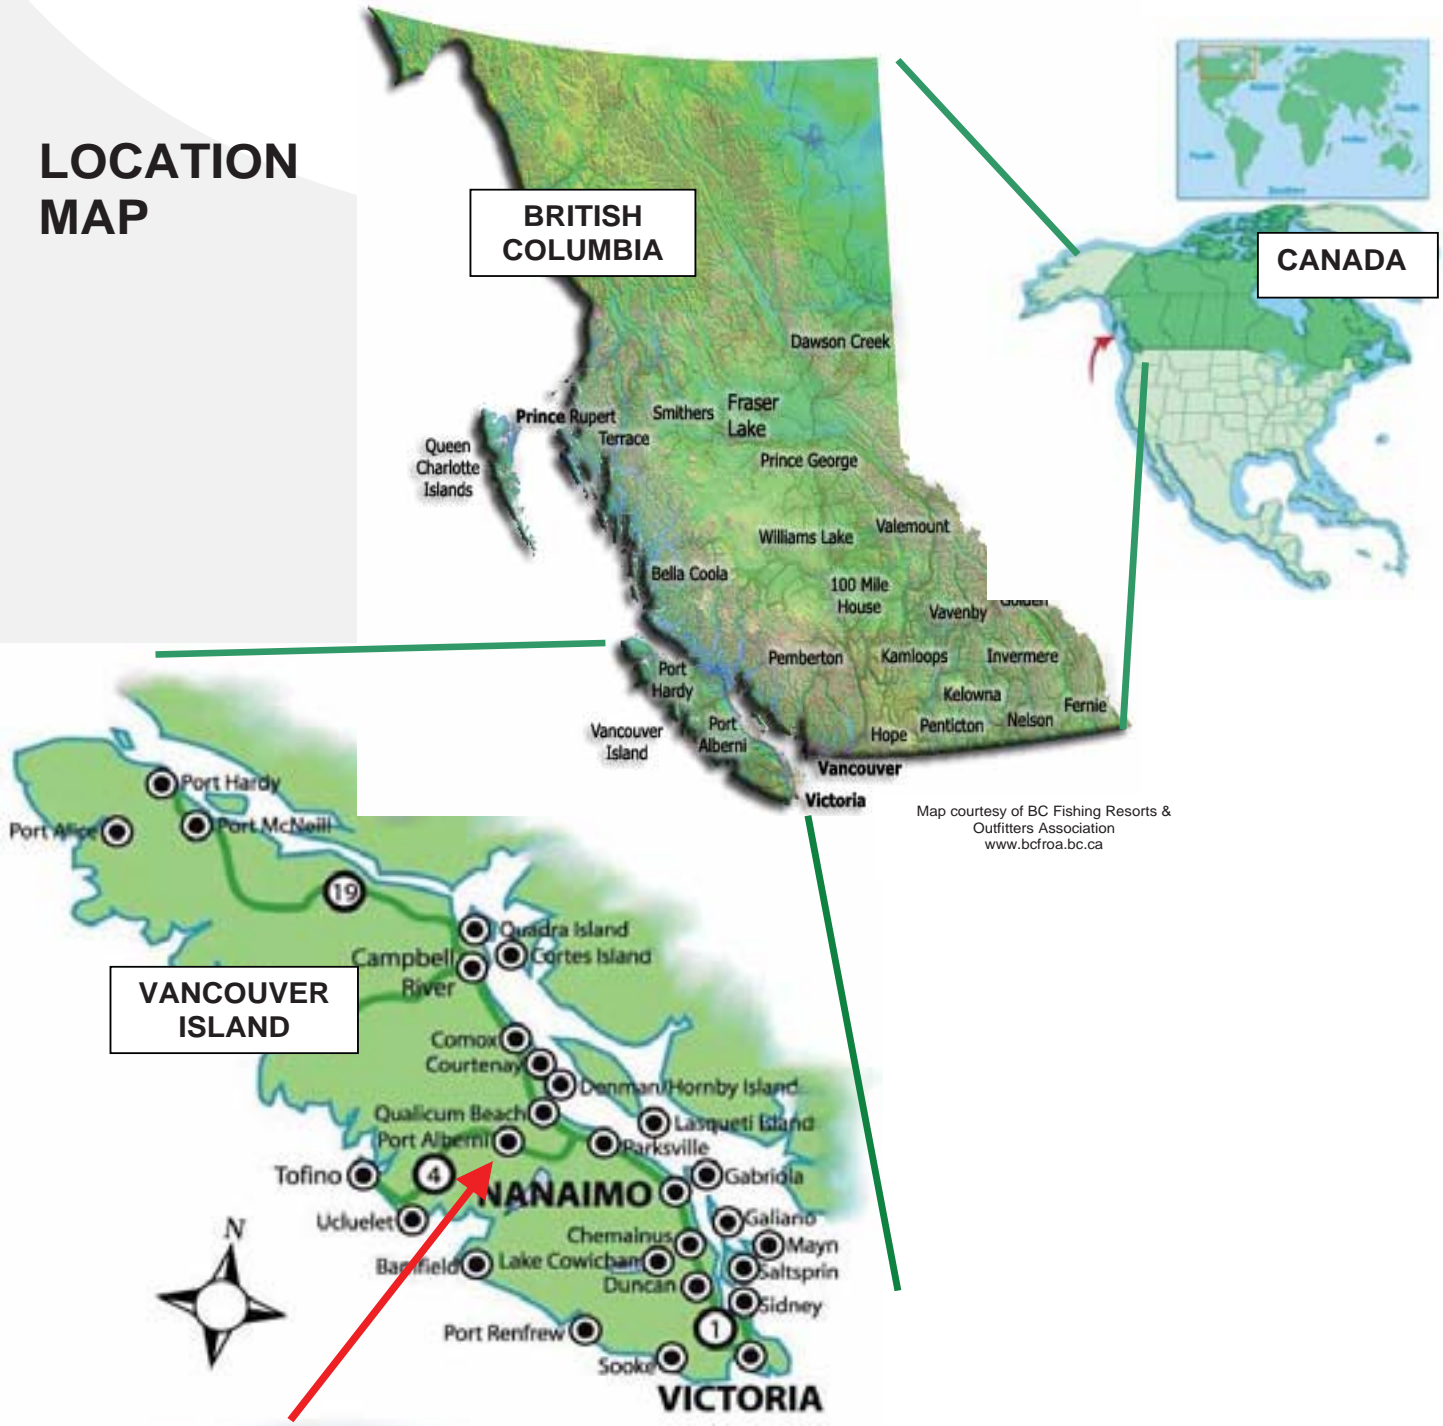 LOCATION
MAP
BRITISH
COLUMBIA
CANADA
Dawson Creek
Prince Rupert
Smithers
Fraser
Lake
Terrace
Queen
Charlotte
Islands
Prince George
Williams Lake
Valemount
Bella Coola
100 Mile
House
Vavenby
Golden
Pemberton
Kamloops
Invermere
Port
Hardy
Kelowna
Fernie
Vancouver
Island
Port
Alberni
Hope
Penticton
Nelson
Vancouver
Victoria
Map courtesy of BC Fishing Resorts &
Outfitters Association
www.bcfroa.bc.ca
Port Hardy
Port Alice
Port McNeill
19
Quadra Island
Campbell
River
Cortes Island
VANCOUVER
ISLAND
Comox
Courtenay
Denman/Hornby Island
Qualicum Beach
Lasqueti Island
Port Alberni
Parksville
Tofino
4
NANAIMO
Gabriola
Ucluelet
Galiano
Chemainus
Mayn
N
Bamfield
Lake Cowichan
Saltsprin
Duncan
Sidney
Port Renfrew
1
Sooke
VICTORIA